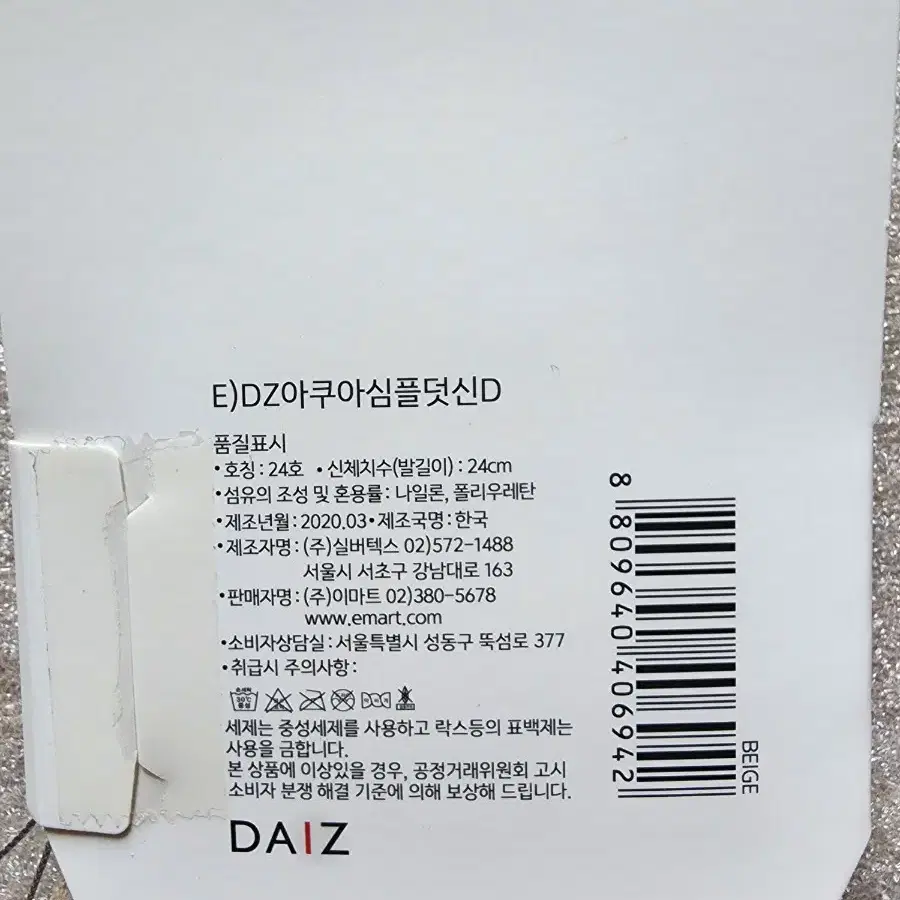 E)DZ아쿠아심플덧신D
품질표시
•호칭 : 24호 •신체치수(발길이) : 24cm
•섬유의 조성 및 혼용률 : 나일론, 폴리우레탄
•제조년월 : 2020.03 •제조국명 : 한국
•제조자명 : (주)실버텍스 02)572-1488
서울시 서초구 강남대로 163
•판매자명 : (주)이마트 02)380-5678
www.emart.com
•소비자상담실 : 서울특별시 성동구 뚝섬로 377
•취급시 주의사항 :
손세탁 30℃ 중성
세제는 중성세제를 사용하고 락스등의 표백제는
사용을 금합니다.
본 상품에 이상있을 경우, 공정거래위원회 고시
소비자 분쟁 해결 기준에 의해 보상해 드립니다.
DAIZ
8 809640 406942
BEIGE